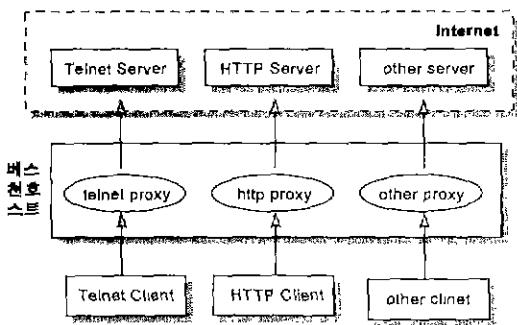 Internet
Telnet Server
HTTP Server
other server
베스
천호
스트
telnel proxy
http proxy
other proxy
Telnet Client
HTTP Client
other clinet